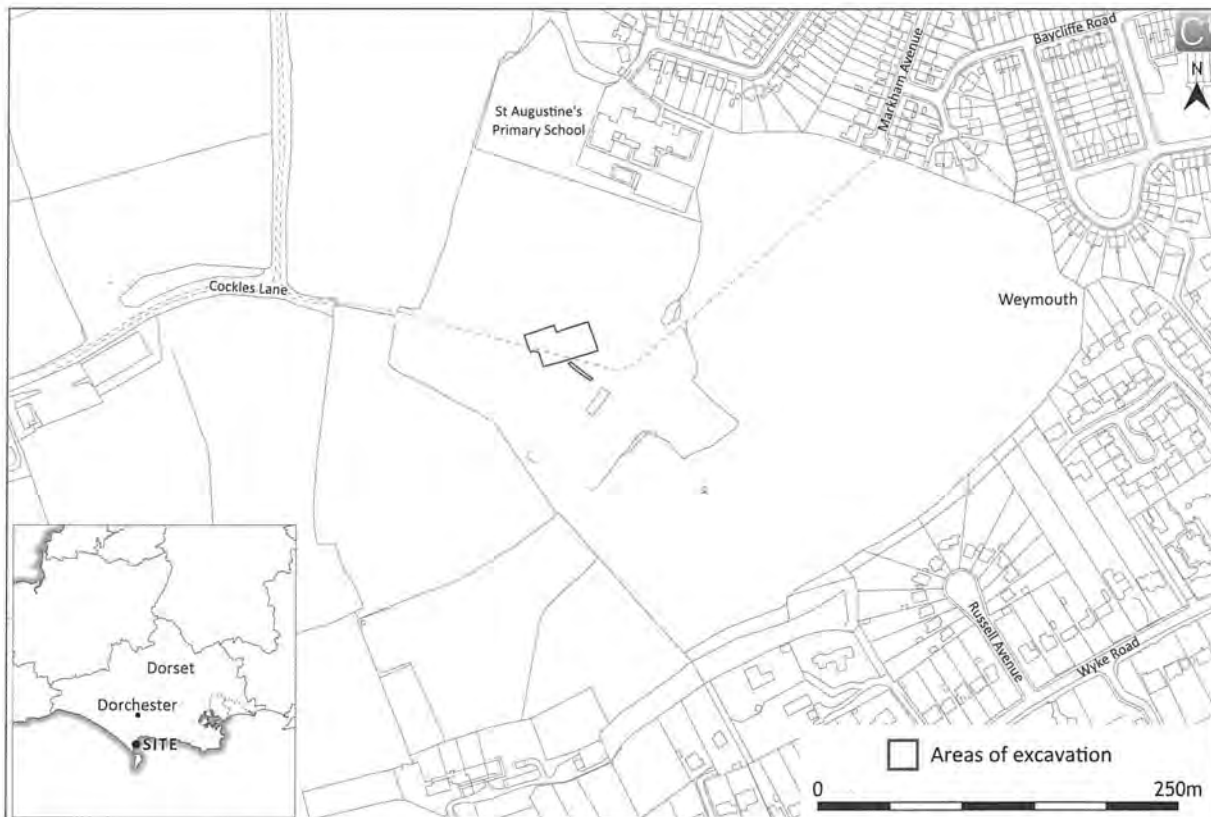 Baycliffe Road
C
N
Markham Avenue
St Augustine's
Primary School
Cockles Lane
Weymouth
Russell Avenue
Wyke Road
Dorset
Dorchester
SITE
Areas of excavation
0
250m